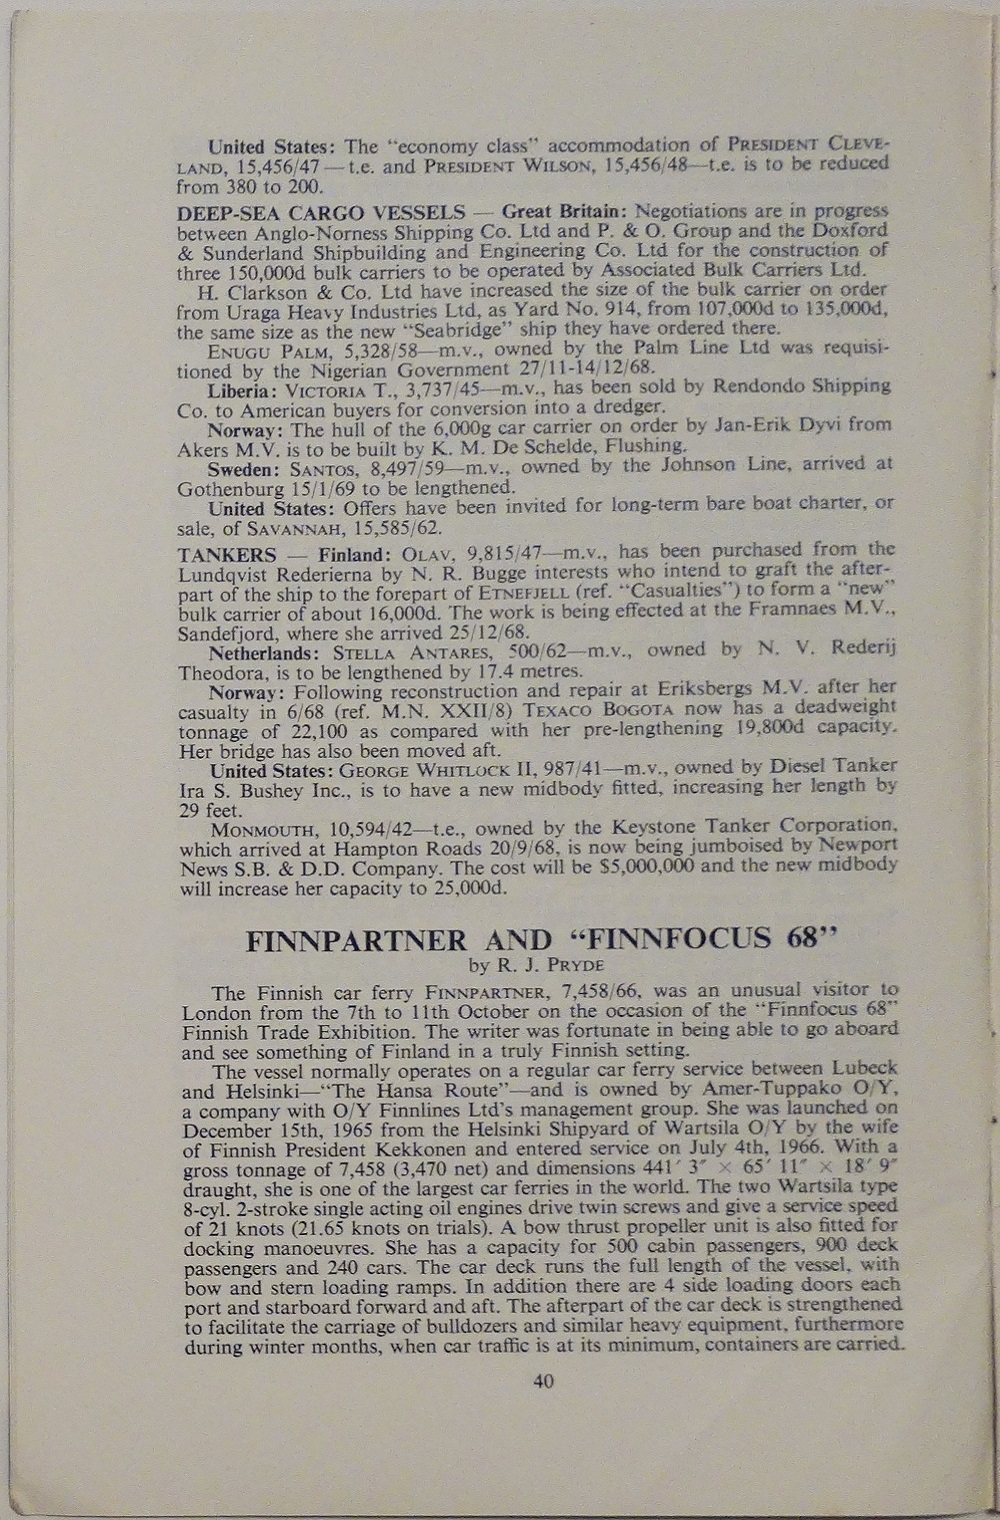 United States: The “economy class” accommodation of PRESIDENT CLEVE-
LAND, 15,456/47—t.e. and PRESIDENT WILSON, 15,456/48—t.e. is to be reduced
from 380 to 200.
DEEP-SEA CARGO VESSELS — Great Britain: Negotiations are in progress
between Anglo-Norness Shipping Co. Ltd and P. & O. Group and the Doxford
& Sunderland Shipbuilding and Engineering Co. Ltd for the construction of
three 150,000d bulk carriers to be operated by Associated Bulk Carriers Ltd.
H. Clarkson & Co. Ltd have increased the size of the bulk carrier on order
from Uraga Heavy Industries Ltd, as Yard No. 914, from 107,000d to 135,000d,
the same size as the new “Seabridge” ship they have ordered there.
ENUGU PALM, 5,328/58—m.v., owned by the Palm Line Ltd was requisi-
tioned by the Nigerian Government 27/11-14/12/68.
Liberia: VICTORIA T., 3,737/45—m.v., has been sold by Rendondo Shipping
Co. to American buyers for conversion into a dredger.
Norway: The hull of the 6,000g car carrier on order by Jan-Erik Dyvi from
Akers M.V. is to be built by K. M. De Schelde, Flushing.
Sweden: SANTOS, 8,497/59—m.v., owned by the Johnson Line, arrived at
Gothenburg 15/1/69 to be lengthened.
United States: Offers have been invited for long-term bare boat charter, or
sale, of SAVANNAH, 15,585/62.
TANKERS — Finland: OLAV, 9,815/47—m.v., has been purchased from the
Lundqvist Rederierna by N. R. Bugge interests who intend to graft the after-
part of the ship to the forepart of ETNEFJELL (ref. “Casualties”) to form a “new”
bulk carrier of about 16,000d. The work is being effected at the Framnaes M.V.,
Sandefjord, where she arrived 25/12/68.
Netherlands: STELLA ANTARES, 500/62—m.v., owned by N. V. Rederij
Theodora, is to be lengthened by 17.4 metres.
Norway: Following reconstruction and repair at Eriksbergs M.V. after her
casualty in 6/68 (ref. M.N. XXII/8) TEXACO BOGOTA now has a deadweight
tonnage of 22,100 as compared with her pre-lengthening 19,800d capacity.
Her bridge has also been moved aft.
United States: GEORGE WHITLOCK II, 987/41—m.v., owned by Diesel Tanker
Ira S. Bushey Inc., is to have a new midbody fitted, increasing her length by
29 feet.
MONMOUTH, 10,594/42—t.e., owned by the Keystone Tanker Corporation,
which arrived at Hampton Roads 20/9/68, is now being jumboised by Newport
News S.B. & D.D. Company. The cost will be $5,000,000 and the new midbody
will increase her capacity to 25,000d.
FINNPARTNER AND “FINNFOCUS 68”
by R. J. PRYDE
The Finnish car ferry FINNPARTNER, 7,458/66, was an unusual visitor to
London from the 7th to 11th October on the occasion of the “Finnfocus 68”
Finnish Trade Exhibition. The writer was fortunate in being able to go aboard
and see something of Finland in a truly Finnish setting.
The vessel normally operates on a regular car ferry service between Lubeck
and Helsinki—“The Hansa Route”—and is owned by Amer-Tuppako O/Y,
a company with O/Y Finnlines Ltd’s management group. She was launched on
December 15th, 1965 from the Helsinki Shipyard of Wartsila O/Y by the wife
of Finnish President Kekkonen and entered service on July 4th, 1966. With a
gross tonnage of 7,458 (3,470 net) and dimensions 441′ 3″ × 65′ 11″ × 18′ 9″
draught, she is one of the largest car ferries in the world. The two Wartsila type
8-cyl. 2-stroke single acting oil engines drive twin screws and give a service speed
of 21 knots (21.65 knots on trials). A bow thrust propeller unit is also fitted for
docking manoeuvres. She has a capacity for 500 cabin passengers, 900 deck
passengers and 240 cars. The car deck runs the full length of the vessel, with
bow and stern loading ramps. In addition there are 4 side loading doors each
port and starboard forward and aft. The afterpart of the car deck is strengthened
to facilitate the carriage of bulldozers and similar heavy equipment, furthermore
during winter months, when car traffic is at its minimum, containers are carried.
40